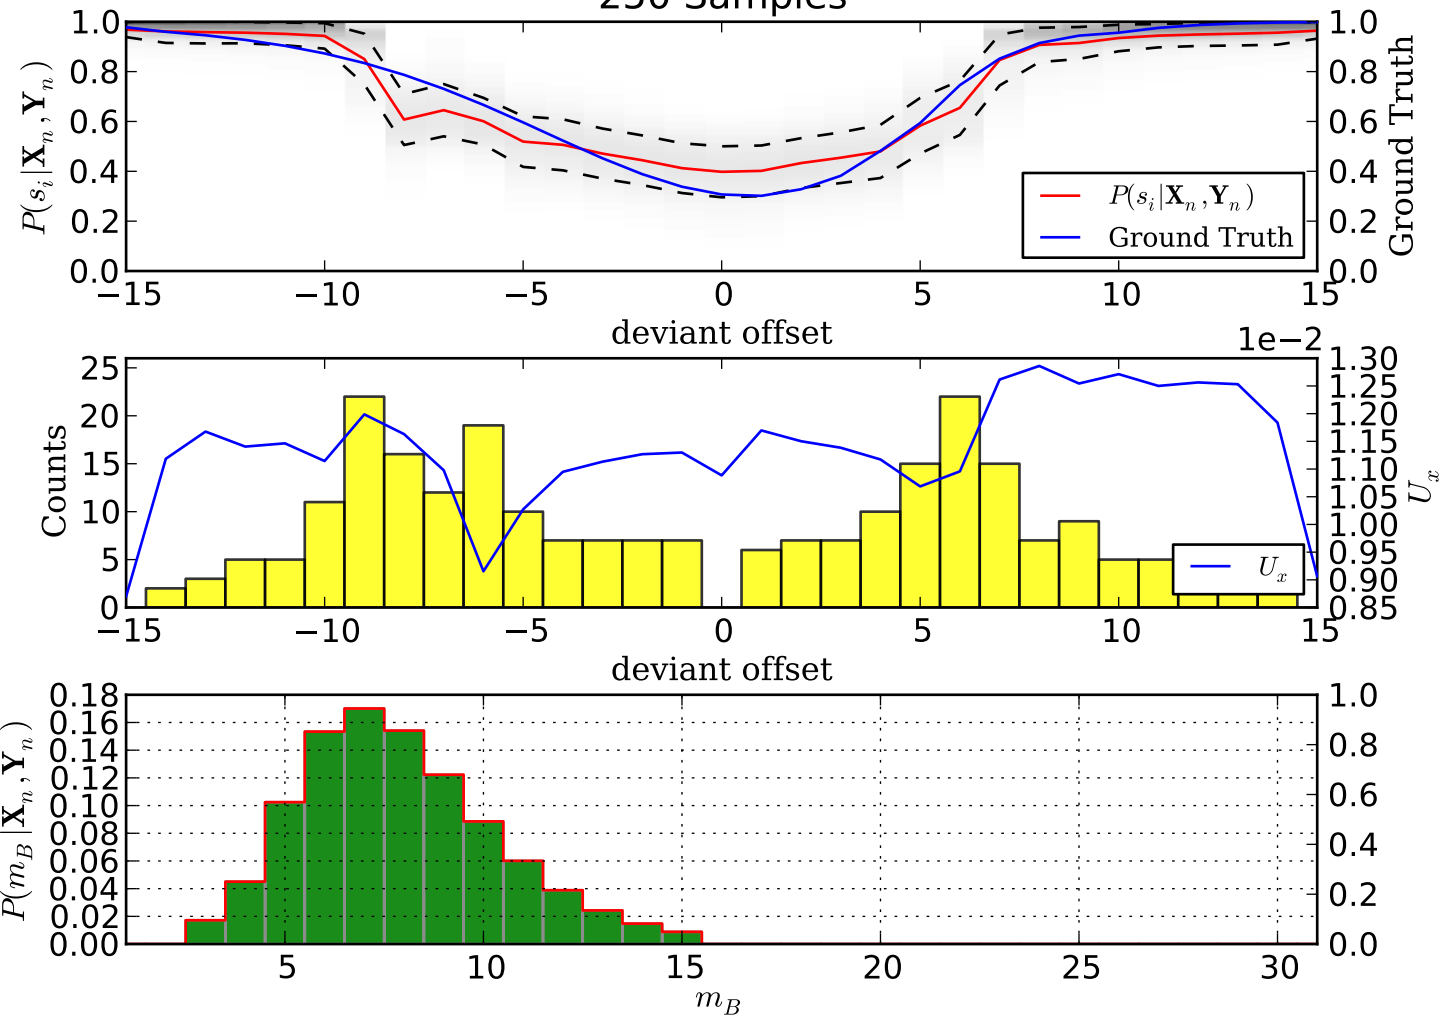 250 Samples
1.0 1.0
0.8 0.8
0.6 0.6
0.4 0.4
0.2 0.2
0.0 0.0
P(s_i|X_n,Y_n)
Ground Truth
P(s_i|X_n,Y_n)
Ground Truth
−15 −10 −5 0 5 10 15
deviant offset
1e−2
25
20
15
10
5
0
Counts
1.30
1.25
1.20
1.15
1.10
1.05
1.00
0.95
0.90
0.85
U_x
U_x
−15 −10 −5 0 5 10 15
deviant offset
0.18
0.16
0.14
0.12
0.10
0.08
0.06
0.04
0.02
0.00
P(m_B|X_n,Y_n)
1.0
0.8
0.6
0.4
0.2
0.0
5 10 15 20 25 30
m_B